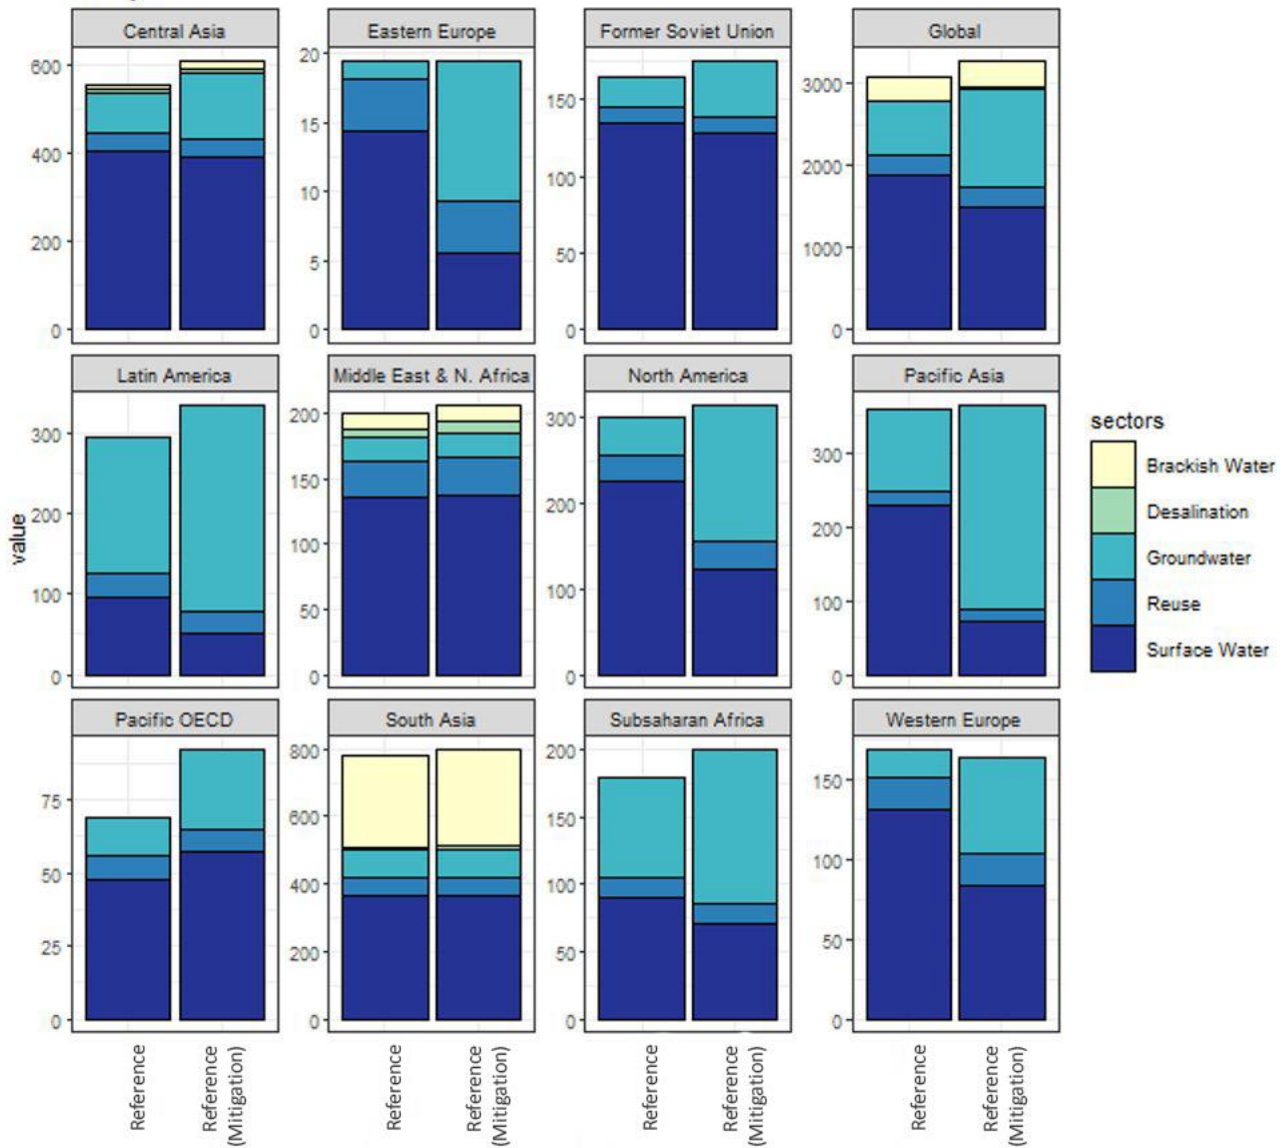 Central Asia
Eastern Europe
Former Soviet Union
Global
600
400
200
0
20
15
10
5
0
150
100
50
0
3000
2000
1000
0
Latin America
Middle East & N. Africa
North America
Pacific Asia
value
300
200
100
0
200
150
100
50
0
300
200
100
0
300
200
100
0
sectors
Brackish Water
Desalination
Groundwater
Reuse
Surface Water
Pacific OECD
South Asia
Subsaharan Africa
Western Europe
75
50
25
0
800
600
400
200
0
200
150
100
50
0
150
100
50
0
Reference
Reference
(Mitigation)
Reference
Reference
(Mitigation)
Reference
Reference
(Mitigation)
Reference
Reference
(Mitigation)